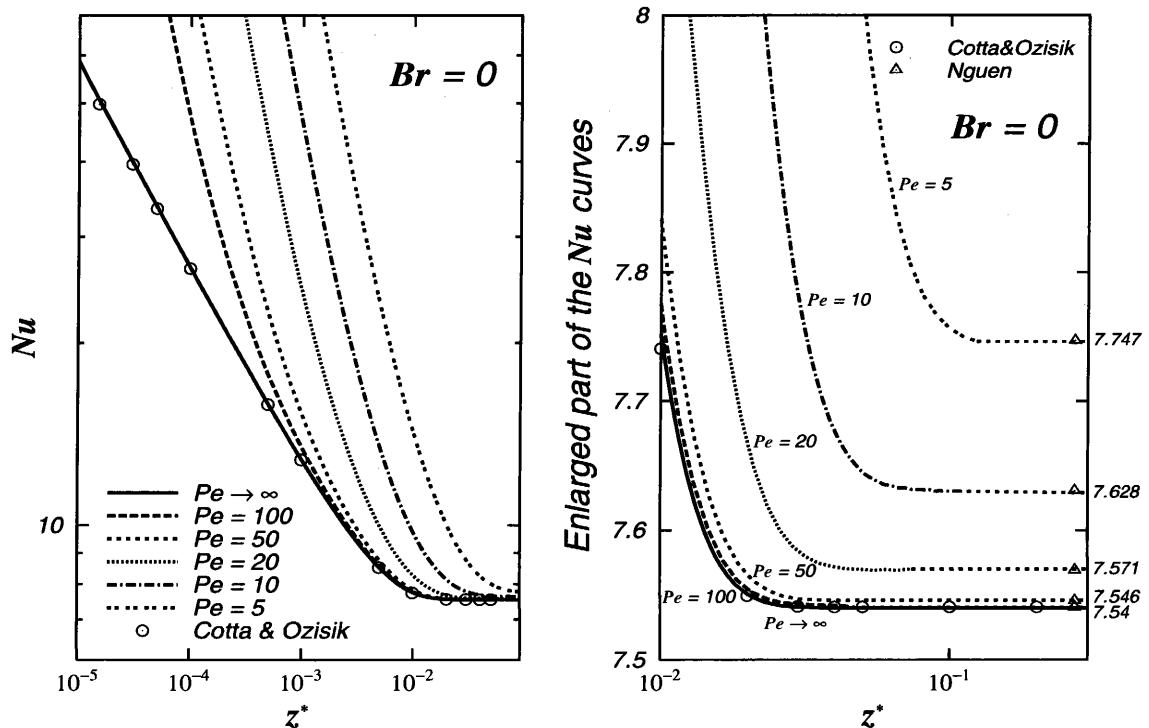 Br = 0
Nu
10
Pe → ∞
Pe = 100
Pe = 50
Pe = 20
Pe = 10
Pe = 5
Cotta & Ozisik
10⁻⁵
10⁻⁴
10⁻³
10⁻²
z*
Enlarged part of the Nu curves
8
7.9
7.8
7.7
7.6
7.5
Cotta&Ozisik
Nguen
Br = 0
Pe = 5
Pe = 10
Pe = 20
Pe = 50
Pe = 100
Pe → ∞
7.747
7.628
7.571
7.546
7.54
10⁻²
10⁻¹
z*